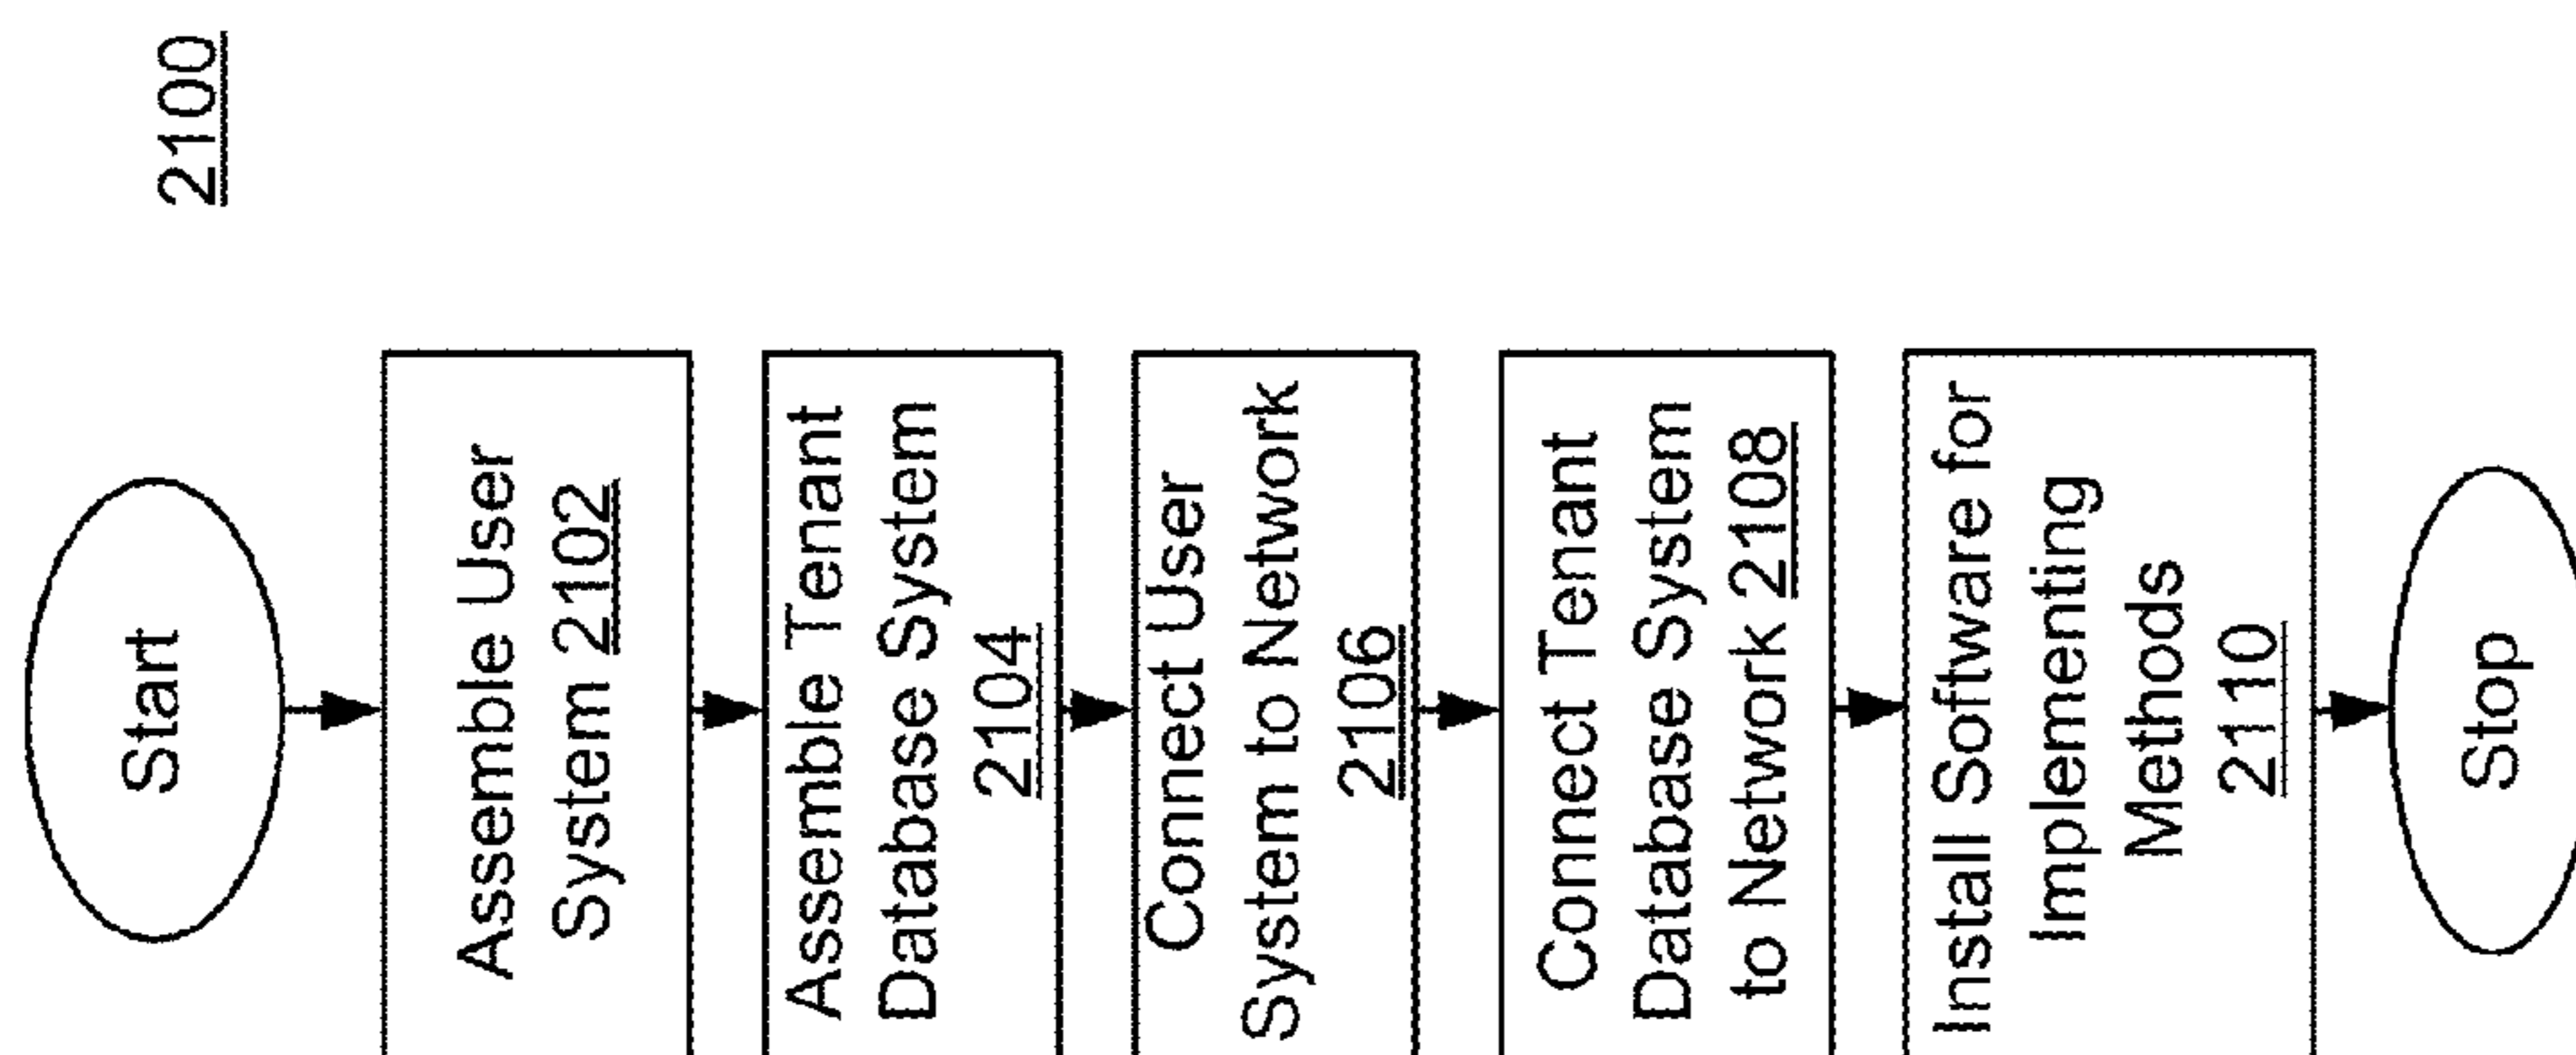 2100
Start
Assemble User
System 2102
Assemble Tenant
Database System
2104
Connect User
System to Network
2106
Connect Tenant
Database System
to Network 2108
Install Software for
Implementing
Methods
2110
Stop